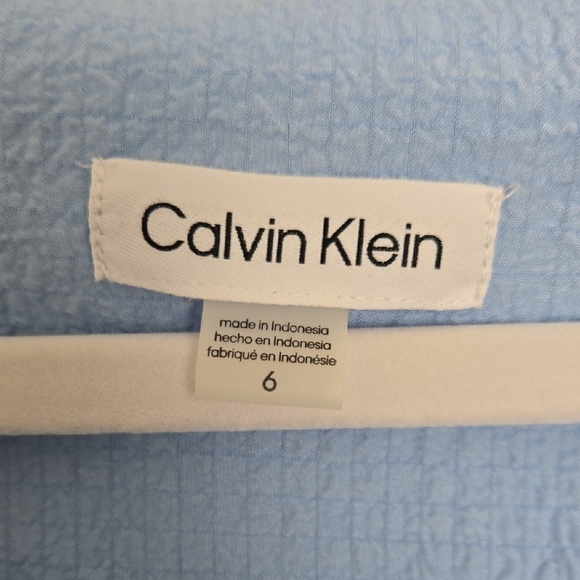 Calvin Klein
made in Indonesia
hecho en Indonesia
fabriqué en Indonésie
6